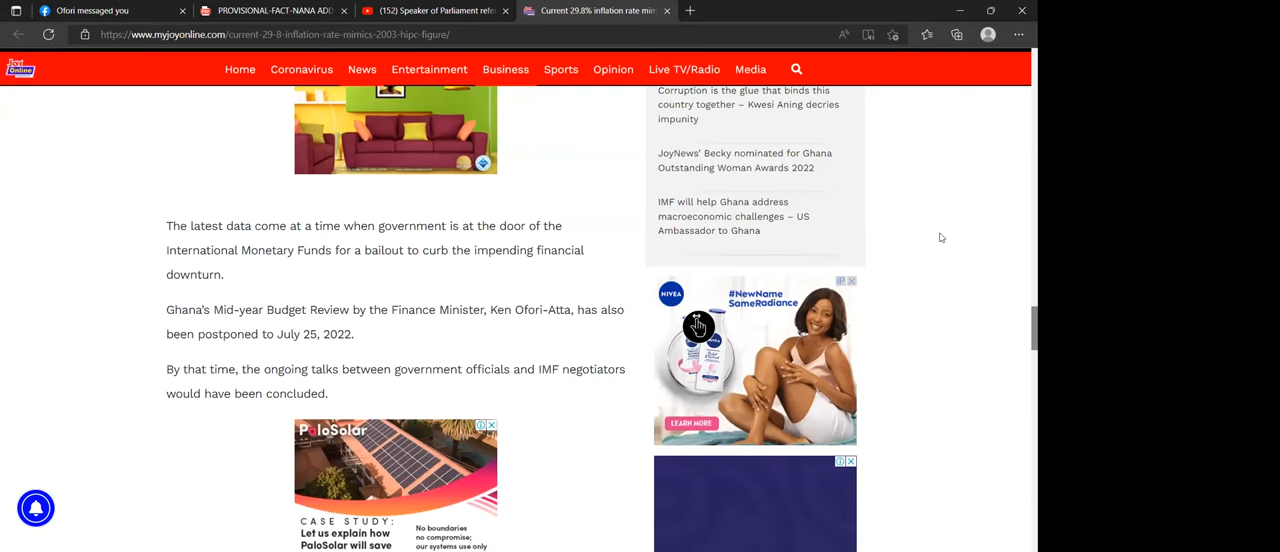 Ofori messaged you
PROVISIONAL-FACT-NANA ADD
(152) Speaker of Parliament refe
Current 29.8% inflation rate mim
https://www.myjoyonline.com/current-29-8-inflation-rate-mimics-2003-hipc-figure/
Joy
Online
Home
Coronavirus
News
Entertainment
Business
Sports
Opinion
Live TV/Radio
Media
Corruption is the glue that binds this
country together – Kwesi Aning decries
impunity
JoyNews' Becky nominated for Ghana
Outstanding Woman Awards 2022
IMF will help Ghana address
macroeconomic challenges – US
Ambassador to Ghana
The latest data come at a time when government is at the door of the
International Monetary Funds for a bailout to curb the impending financial
downturn.
Ghana's Mid-year Budget Review by the Finance Minister, Ken Ofori-Atta, has also
been postponed to July 25, 2022.
By that time, the ongoing talks between government officials and IMF negotiators
would have been concluded.
NIVEA
#NewName
SameRadiance
LEARN MORE
PaloSolar
CASE STUDY:
Let us explain how
PaloSolar will save
No boundaries
no compromise;
our systems use only